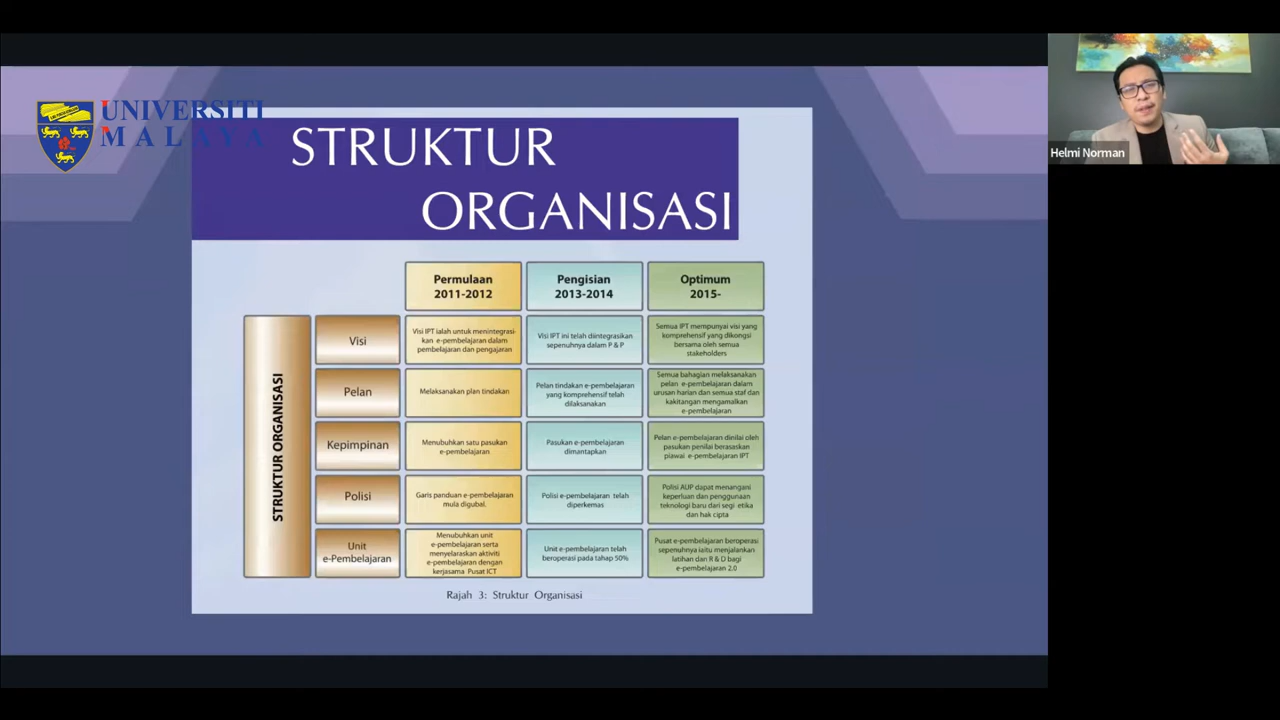 UNIVERSITI
MALAYA
STRUKTUR
ORGANISASI
Helmi Norman
Permulaan
2011-2012
Pengisian
2013-2014
Optimum
2015-
STRUKTUR ORGANISASI
Visi
Visi IPT ialah untuk menintegrasi-
kan e-pembelajaran dalam
pembelajaran dan pengajaran
Visi IPT ini telah diintegrasikan
sepenuhnya dalam P & P
Semua IPT mempunyai visi yang
komprehensif yang dikongsi
bersama oleh semua
stakeholders
Pelan
Melaksanakan plan tindakan
Pelan tindakan e-pembelajaran
yang komprehensif telah
dilaksanakan
Semua bahagian melaksanakan
pelan e-pembelajaran dalam
urusan harian dan semua staf dan
kakitangan mengamalkan
e-pembelajaran
Kepimpinan
Menubuhkan satu pasukan
e-pembelajaran
Pasukan e-pembelajaran
dimantapkan
Pelan e-pembelajaran dinilai oleh
pasukan penilai berasaskan
piawai e-pembelajaran IPT
Polisi
Garis panduan e-pembelajaran
mula digubal.
Polisi e-pembelajaran telah
diperkemas
Polisi AUP dapat menangani
keperluan dan penggunaan
teknologi baru dari segi etika
dan hak cipta
Unit
e-Pembelajaran
Menubuhkan unit
e-pembelajaran serta
menyelaraskan aktiviti
e-pembelajaran dengan
kerjasama Pusat ICT
Unit e-pembelajaran telah
beroperasi pada tahap 50%
Pusat e-pembelajaran beroperasi
sepenuhnya iaitu menjalankan
latihan dan R & D bagi
e-pembelajaran 2.0
Rajah 3: Struktur Organisasi